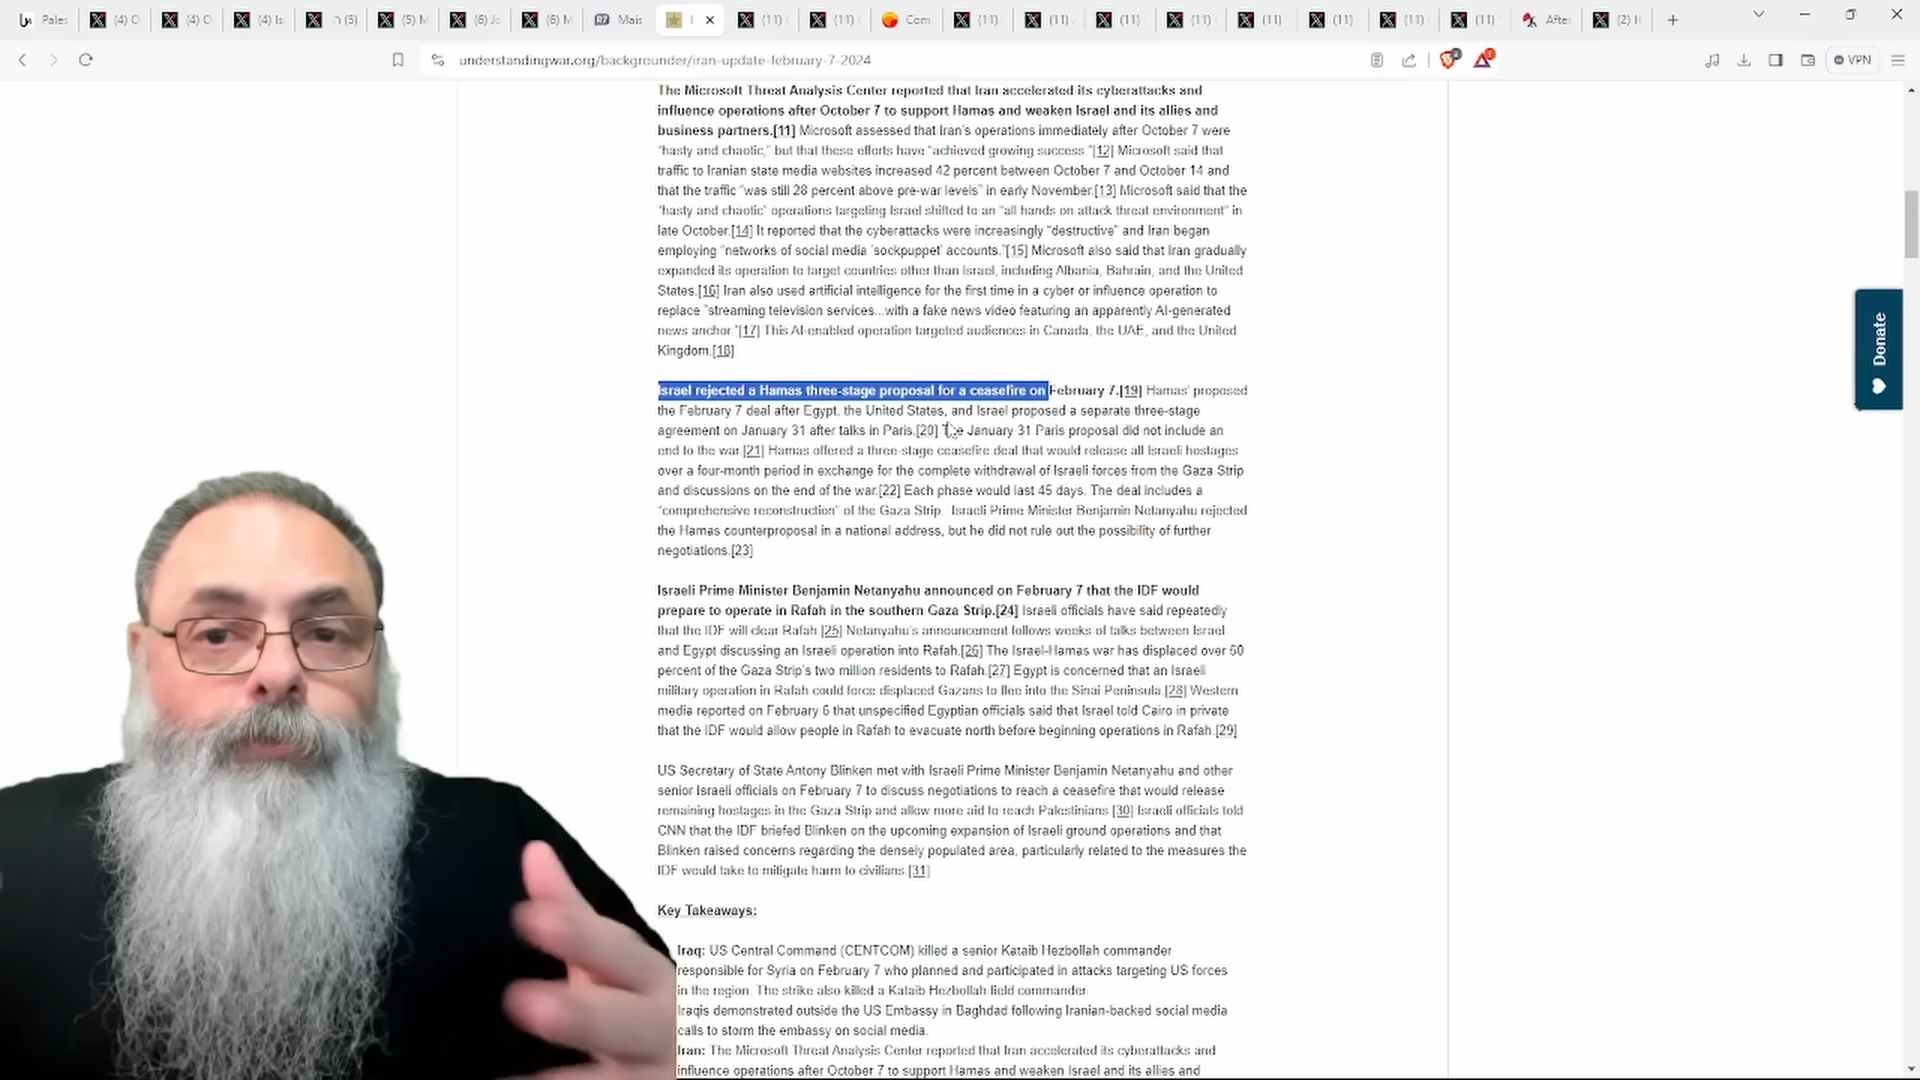 Pales
(4) C
(4) C
(4) Is
(5)
(5) M
(6) Jo
(6) M
R7 Mais
I
(11) (
(11) (
Com
(11)
(11)
(11)
(11)
(11)
(11)
(11) (
(11)
After
(2) H
understandingwar.org/backgrounder/iran-update-february-7-2024
VPN
The Microsoft Threat Analysis Center reported that Iran accelerated its cyberattacks and
influence operations after October 7 to support Hamas and weaken Israel and its allies and
business partners.[11] Microsoft assessed that Iran's operations immediately after October 7 were
“hasty and chaotic,” but that these efforts have “achieved growing success.”[12] Microsoft said that
traffic to Iranian state media websites increased 42 percent between October 7 and October 14 and
that the traffic “was still 28 percent above pre-war levels” in early November.[13] Microsoft said that the
“hasty and chaotic” operations targeting Israel shifted to an “all hands on attack threat environment” in
late October.[14] It reported that the cyberattacks were increasingly “destructive” and Iran began
employing “networks of social media 'sockpuppet' accounts.”[15] Microsoft also said that Iran gradually
expanded its operation to target countries other than Israel, including Albania, Bahrain, and the United
States.[16] Iran also used artificial intelligence for the first time in a cyber or influence operation to
replace “streaming television services...with a fake news video featuring an apparently AI-generated
news anchor.”[17] This AI-enabled operation targeted audiences in Canada, the UAE, and the United
Kingdom.[18]
Israel rejected a Hamas three-stage proposal for a ceasefire on February 7.[19] Hamas' proposed
the February 7 deal after Egypt, the United States, and Israel proposed a separate three-stage
agreement on January 31 after talks in Paris.[20] The January 31 Paris proposal did not include an
end to the war.[21] Hamas offered a three-stage ceasefire deal that would release all Israeli hostages
over a four-month period in exchange for the complete withdrawal of Israeli forces from the Gaza Strip
and discussions on the end of the war.[22] Each phase would last 45 days. The deal includes a
“comprehensive reconstruction” of the Gaza Strip. Israeli Prime Minister Benjamin Netanyahu rejected
the Hamas counterproposal in a national address, but he did not rule out the possibility of further
negotiations.[23]
Israeli Prime Minister Benjamin Netanyahu announced on February 7 that the IDF would
prepare to operate in Rafah in the southern Gaza Strip.[24] Israeli officials have said repeatedly
that the IDF will clear Rafah.[25] Netanyahu's announcement follows weeks of talks between Israel
and Egypt discussing an Israeli operation into Rafah.[26] The Israel-Hamas war has displaced over 50
percent of the Gaza Strip's two million residents to Rafah.[27] Egypt is concerned that an Israeli
military operation in Rafah could force displaced Gazans to flee into the Sinai Peninsula.[28] Western
media reported on February 6 that unspecified Egyptian officials said that Israel told Cairo in private
that the IDF would allow people in Rafah to evacuate north before beginning operations in Rafah.[29]
US Secretary of State Antony Blinken met with Israeli Prime Minister Benjamin Netanyahu and other
senior Israeli officials on February 7 to discuss negotiations to reach a ceasefire that would release
remaining hostages in the Gaza Strip and allow more aid to reach Palestinians.[30] Israeli officials told
CNN that the IDF briefed Blinken on the upcoming expansion of Israeli ground operations and that
Blinken raised concerns regarding the densely populated area, particularly related to the measures the
IDF would take to mitigate harm to civilians.[31]
Key Takeaways:
Iraq: US Central Command (CENTCOM) killed a senior Kataib Hezbollah commander
responsible for Syria on February 7 who planned and participated in attacks targeting US forces
in the region. The strike also killed a Kataib Hezbollah field commander.
Iraqis demonstrated outside the US Embassy in Baghdad following Iranian-backed social media
calls to storm the embassy on social media.
Iran: The Microsoft Threat Analysis Center reported that Iran accelerated its cyberattacks and
influence operations after October 7 to support Hamas and weaken Israel and its allies and
Donate